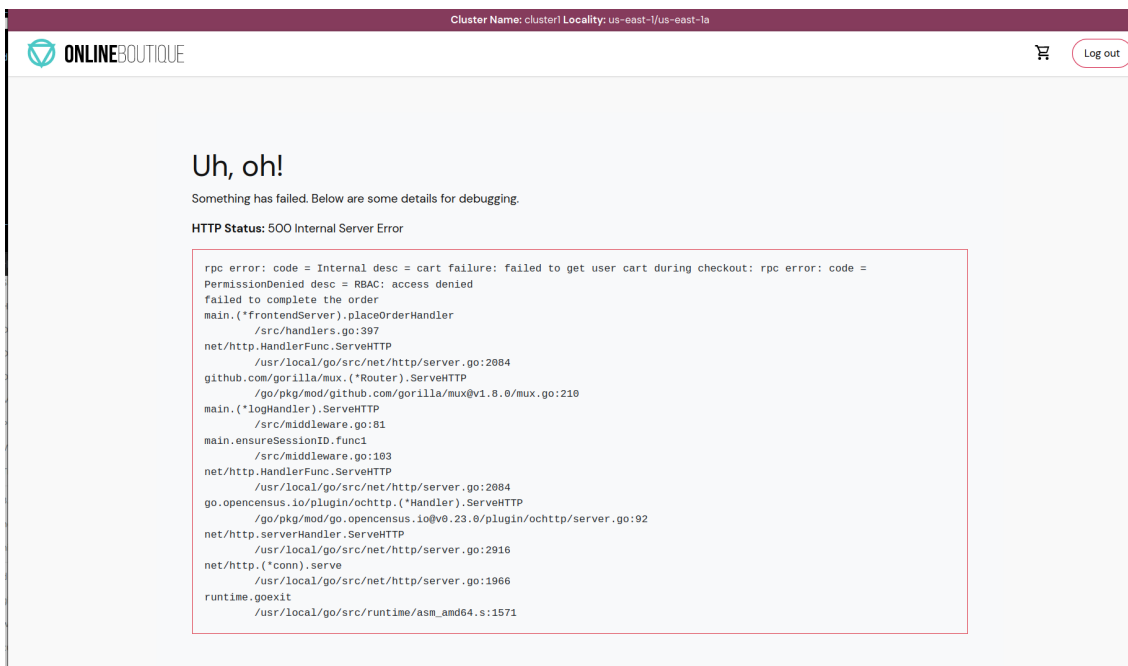 Cluster Name: cluster1 Locality: us-east-1/us-east-1a
ONLINEBOUTIQUE
Log out
Uh, oh!
Something has failed. Below are some details for debugging.
HTTP Status: 500 Internal Server Error
rpc error: code = Internal desc = cart failure: failed to get user cart during checkout: rpc error: code =
PermissionDenied desc = RBAC: access denied
failed to complete the order
main.(*frontendServer).placeOrderHandler
/src/handlers.go:397
net/http.HandlerFunc.ServeHTTP
/usr/local/go/src/net/http/server.go:2084
github.com/gorilla/mux.(*Router).ServeHTTP
/go/pkg/mod/github.com/gorilla/mux@v1.8.0/mux.go:210
main.(*logHandler).ServeHTTP
/src/middleware.go:81
main.ensureSessionID.func1
/src/middleware.go:103
net/http.HandlerFunc.ServeHTTP
/usr/local/go/src/net/http/server.go:2084
go.opencensus.io/plugin/ochttp.(*Handler).ServeHTTP
/go/pkg/mod/go.opencensus.io@v0.23.0/plugin/ochttp/server.go:92
net/http.serverHandler.ServeHTTP
/usr/local/go/src/net/http/server.go:2916
net/http.(*conn).serve
/usr/local/go/src/net/http/server.go:1966
runtime.goexit
/usr/local/go/src/runtime/asm_amd64.s:1571